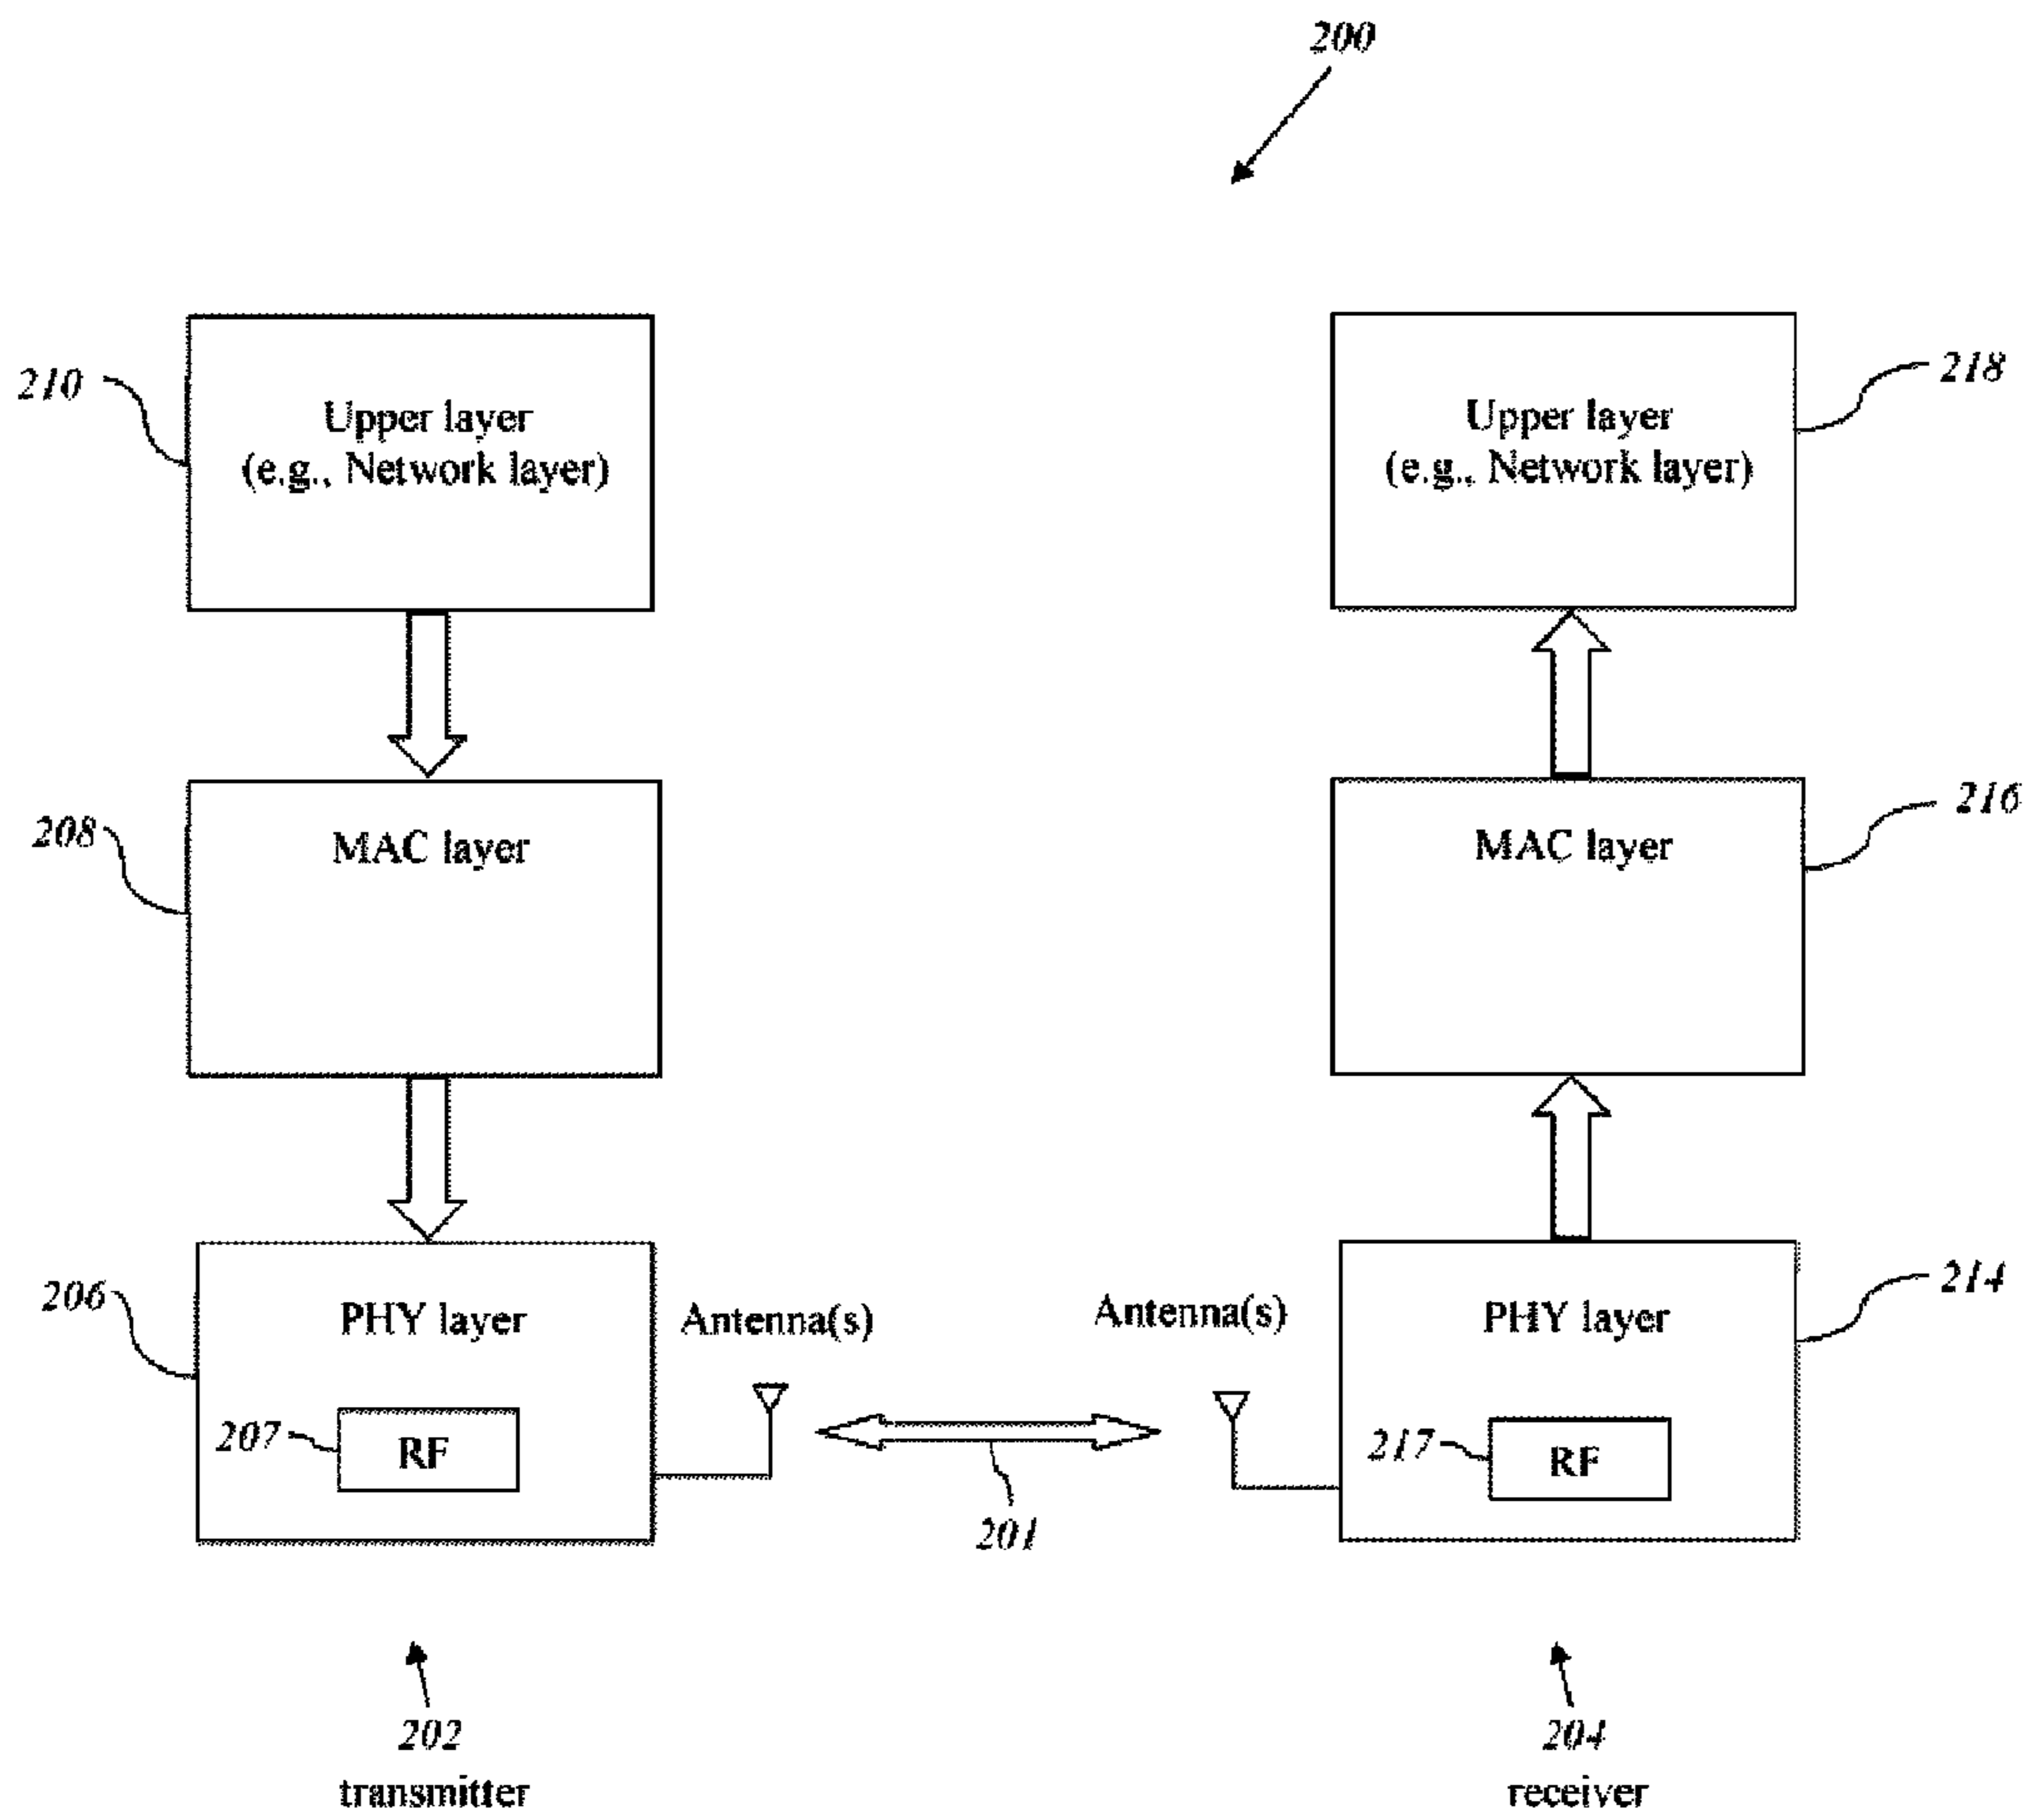 200
210
Upper layer
(e.g., Network layer)
Upper layer
(e.g., Network layer)
218
208
MAC layer
MAC layer
216
206
PHY layer
Antenna(s)
Antenna(s)
PHY layer
214
207
RF
217
RF
201
202
transmitter
204
receiver